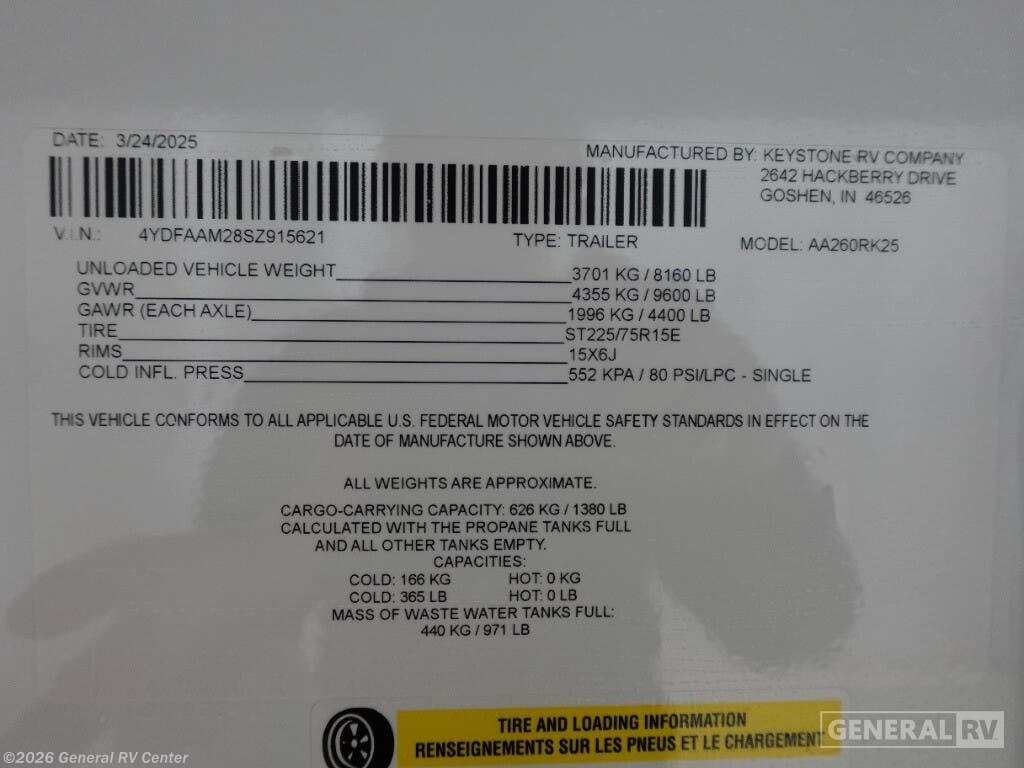 DATE: 3/24/2025
MANUFACTURED BY: KEYSTONE RV COMPANY
2642 HACKBERRY DRIVE
GOSHEN, IN 46526
V.I.N.: 4YDFAAM28SZ915621 TYPE: TRAILER MODEL: AA260RK25
UNLOADED VEHICLE WEIGHT 3701 KG / 8160 LB
GVWR 4355 KG / 9600 LB
GAWR (EACH AXLE) 1996 KG / 4400 LB
TIRE ST225/75R15E
RIMS 15X6J
COLD INFL. PRESS 552 KPA / 80 PSI/LPC - SINGLE
THIS VEHICLE CONFORMS TO ALL APPLICABLE U.S. FEDERAL MOTOR VEHICLE SAFETY STANDARDS IN EFFECT ON THE
DATE OF MANUFACTURE SHOWN ABOVE.
ALL WEIGHTS ARE APPROXIMATE.
CARGO-CARRYING CAPACITY: 626 KG / 1380 LB
CALCULATED WITH THE PROPANE TANKS FULL
AND ALL OTHER TANKS EMPTY.
CAPACITIES:
COLD: 166 KG HOT: 0 KG
COLD: 365 LB HOT: 0 LB
MASS OF WASTE WATER TANKS FULL:
440 KG / 971 LB
TIRE AND LOADING INFORMATION
RENSEIGNEMENTS SUR LES PNEUS ET LE CHARGEMENT
GENERAL RV
©2026 General RV Center